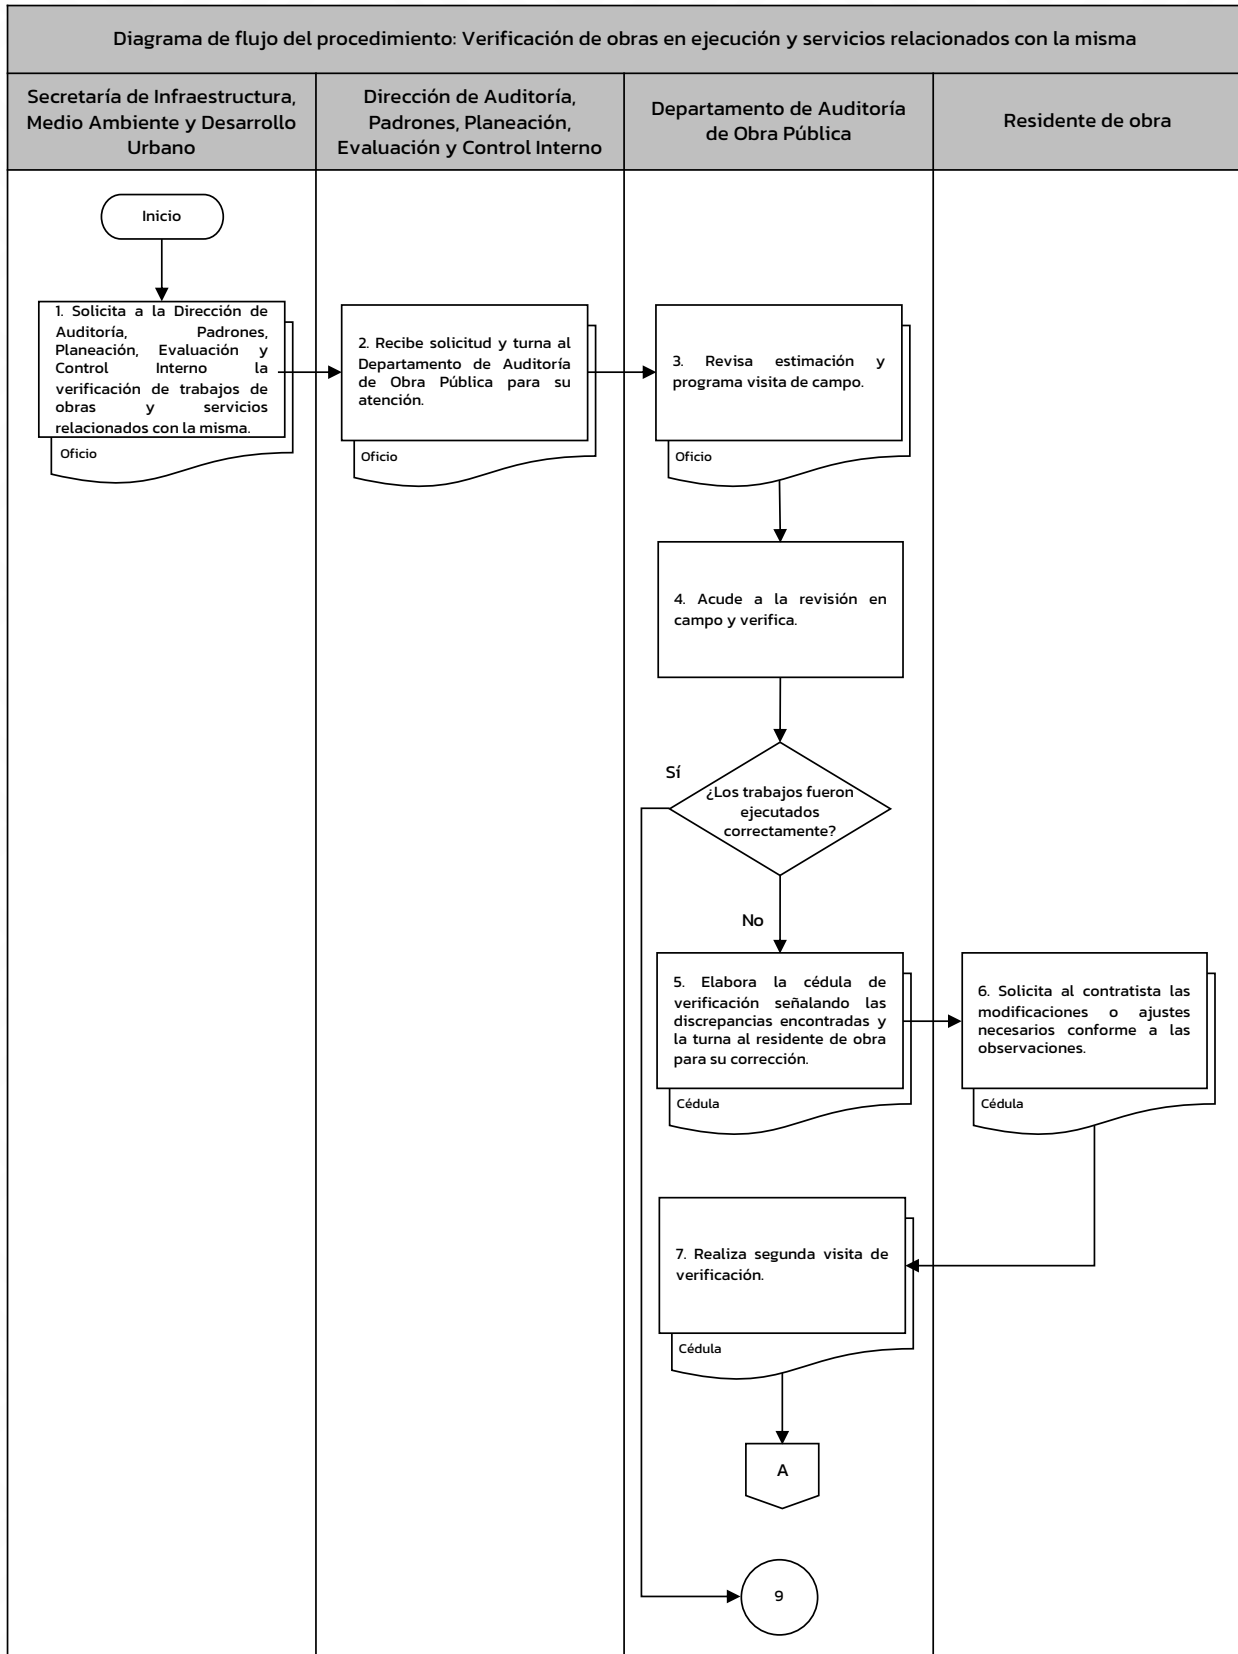 Diagrama de flujo del procedimiento: Verificación de obras en ejecución y servicios relacionados con la misma
Secretaría de Infraestructura,
Medio Ambiente y Desarrollo
Urbano
Dirección de Auditoría,
Padrones, Planeación,
Evaluación y Control Interno
Departamento de Auditoría
de Obra Pública
Residente de obra
Inicio
1. Solicita a la Dirección de
Auditoría, Padrones,
Planeación, Evaluación y
Control Interno la
verificación de trabajos de
obras y servicios
relacionados con la misma.
Oficio
2. Recibe solicitud y turna al
Departamento de Auditoría
de Obra Pública para su
atención.
Oficio
3. Revisa estimación y
programa visita de campo.
Oficio
4. Acude a la revisión en
campo y verifica.
Sí
¿Los trabajos fueron
ejecutados
correctamente?
No
5. Elabora la cédula de
verificación señalando las
discrepancias encontradas y
la turna al residente de obra
para su corrección.
Cédula
6. Solicita al contratista las
modificaciones o ajustes
necesarios conforme a las
observaciones.
Cédula
7. Realiza segunda visita de
verificación.
Cédula
A
9